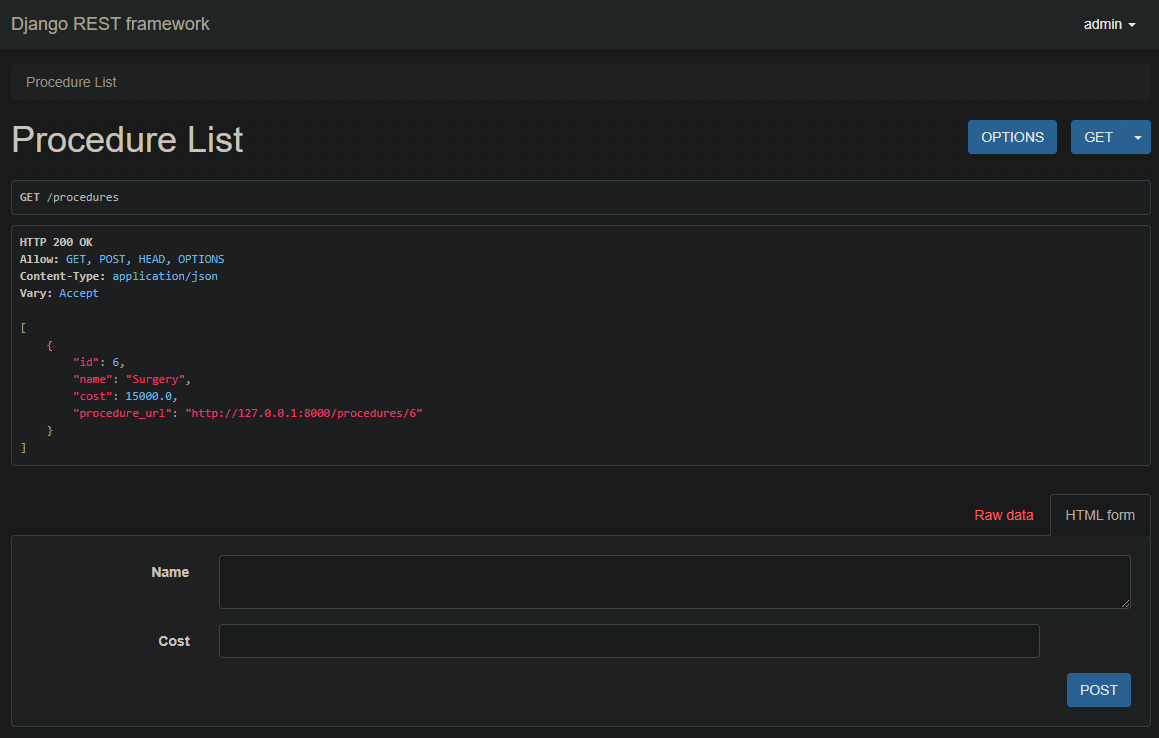 Django REST framework
admin
Procedure List
Procedure List
OPTIONS
GET
GET /procedures
HTTP 200 OK
Allow: GET, POST, HEAD, OPTIONS
Content-Type: application/json
Vary: Accept
[
    {
        "id": 6,
        "name": "Surgery",
        "cost": 15000.0,
        "procedure_url": "http://127.0.0.1:8000/procedures/6"
    }
]
Raw data
HTML form
Name
Cost
POST